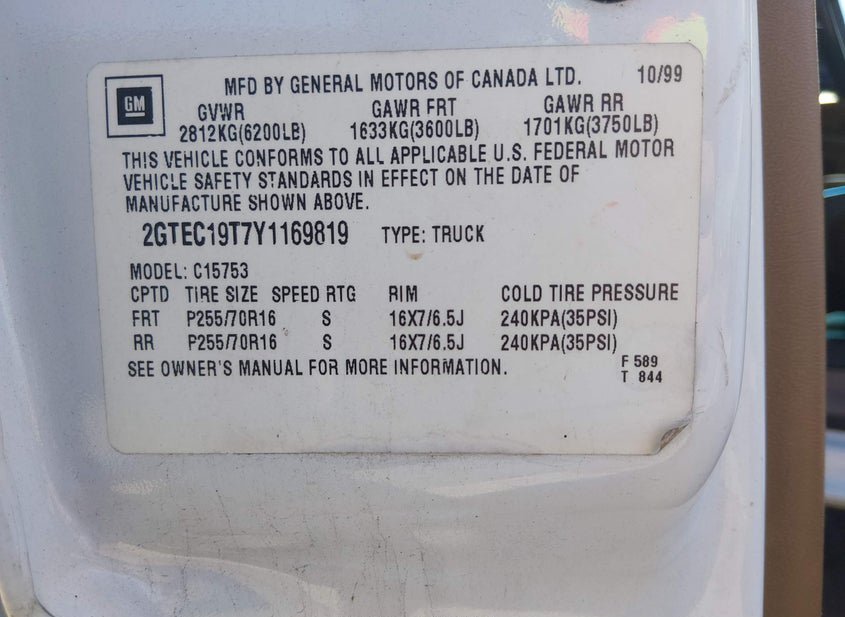 GM
MFD BY GENERAL MOTORS OF CANADA LTD. 10/99
GVWR GAWR FRT GAWR RR
2812KG(6200LB) 1633KG(3600LB) 1701KG(3750LB)
THIS VEHICLE CONFORMS TO ALL APPLICABLE U.S. FEDERAL MOTOR
VEHICLE SAFETY STANDARDS IN EFFECT ON THE DATE OF
MANUFACTURE SHOWN ABOVE.
2GTEC19T7Y1169819 TYPE: TRUCK
MODEL: C15753
CPTD TIRE SIZE SPEED RTG RIM COLD TIRE PRESSURE
FRT P255/70R16 S 16X7/6.5J 240KPA(35PSI)
RR P255/70R16 S 16X7/6.5J 240KPA(35PSI)
SEE OWNER'S MANUAL FOR MORE INFORMATION. F 589
T 844